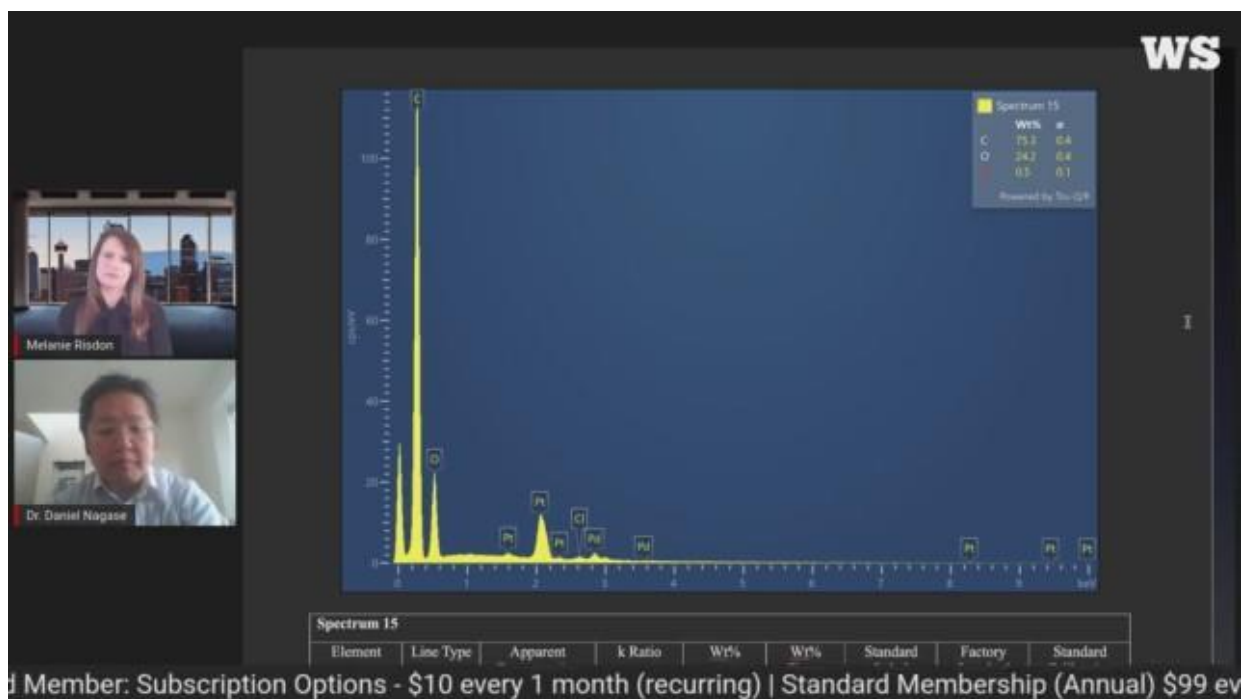 WS
Spectrum 15
Wt% σ
C 75.3 0.4
O 24.2 0.4
0.5 0.1
Powered by Tru-Q®
C
100
80
60
cps/eV
40
O
20
Pt
Cl
Pt
Pt
Pd
Pd
Pt
Pt
Pt
0
0 1 2 3 4 5 6 7 8 9 keV
Melanie Risdon
Dr. Daniel Nagase
Spectrum 15
Element Line Type Apparent k Ratio Wt% Wt% Standard Factory Standard
d Member: Subscription Options - $10 every 1 month (recurring) | Standard Membership (Annual) $99 ev